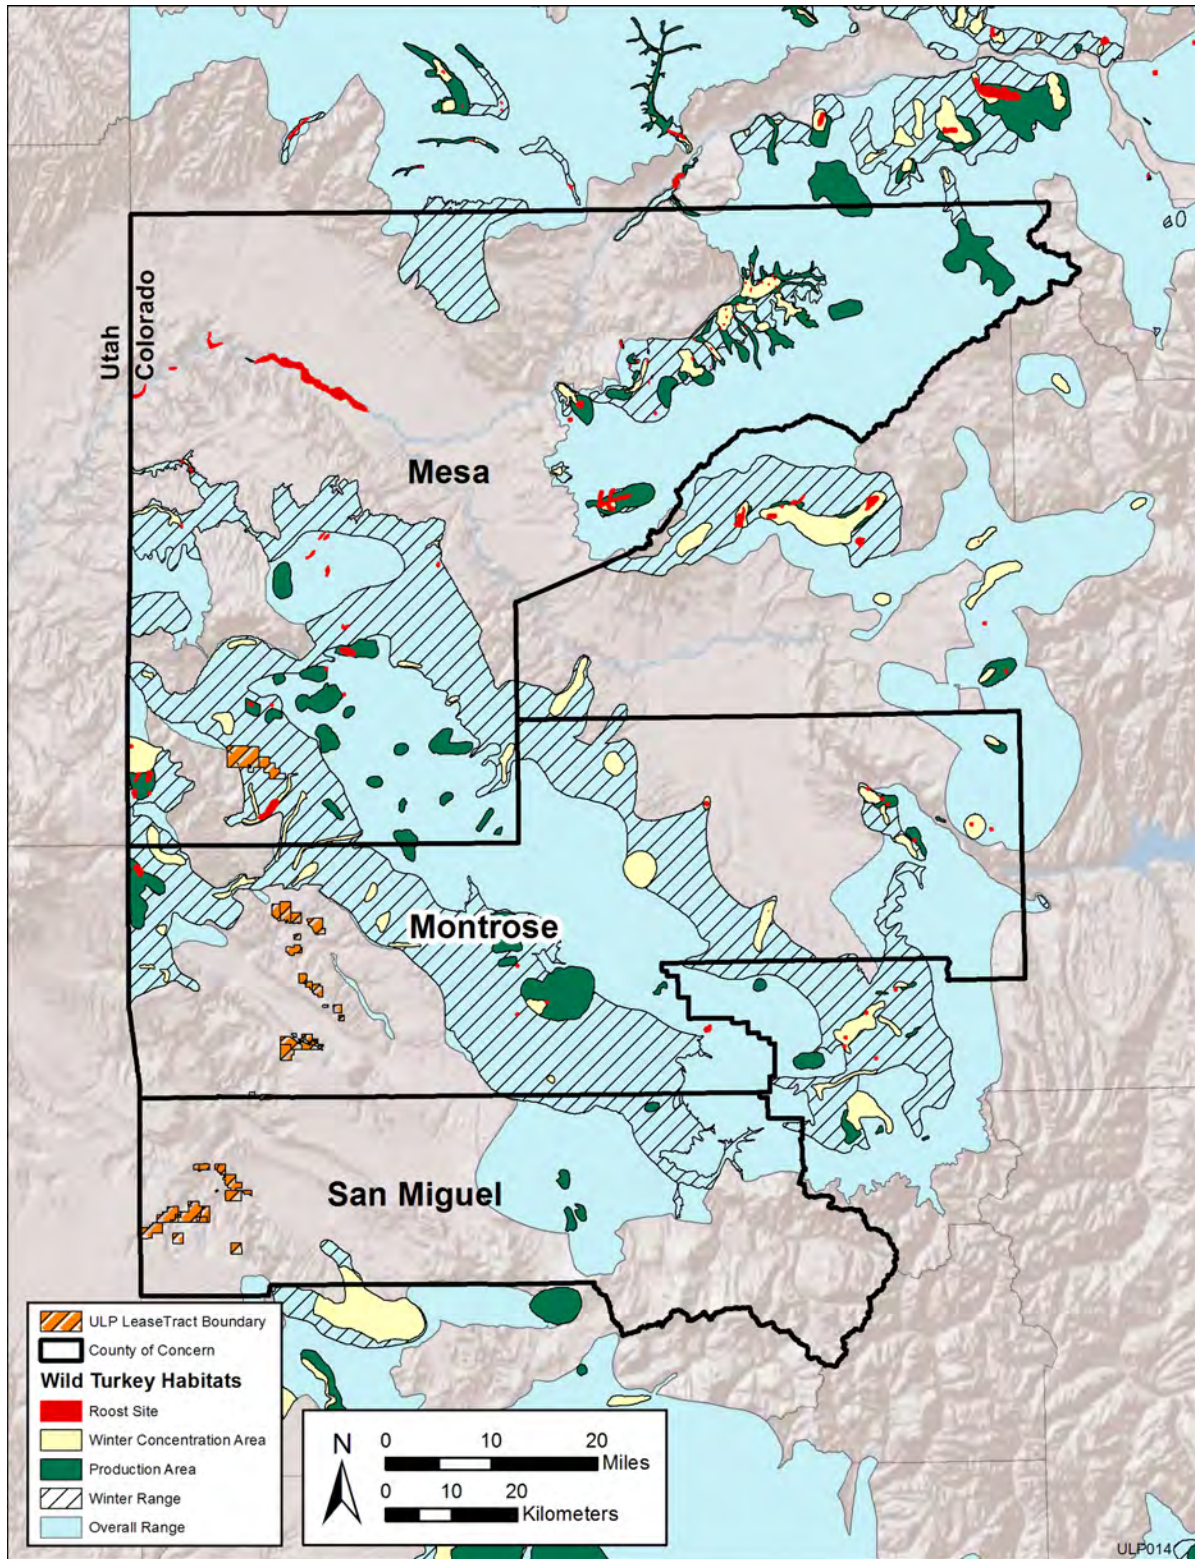 Utah
Colorado
Mesa
Montrose
San Miguel
ULP LeaseTract Boundary
County of Concern
Wild Turkey Habitats
Roost Site
Winter Concentration Area
Production Area
Winter Range
Overall Range
N
0 10 20
Miles
0 10 20
Kilometers
ULP014